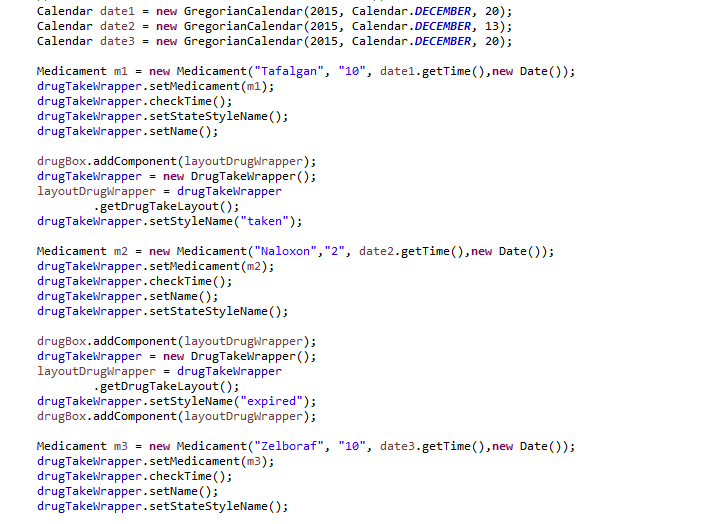 Calendar date1 = new GregorianCalendar(2015, Calendar.DECEMBER, 20);
Calendar date2 = new GregorianCalendar(2015, Calendar.DECEMBER, 13);
Calendar date3 = new GregorianCalendar(2015, Calendar.DECEMBER, 20);

Medicament m1 = new Medicament("Tafalgan", "10", date1.getTime(),new Date());
drugTakeWrapper.setMedicament(m1);
drugTakeWrapper.checkTime();
drugTakeWrapper.setStateStyleName();
drugTakeWrapper.setName();

drugBox.addComponent(layoutDrugWrapper);
drugTakeWrapper = new DrugTakeWrapper();
layoutDrugWrapper = drugTakeWrapper
        .getDrugTakeLayout();
drugTakeWrapper.setStyleName("taken");

Medicament m2 = new Medicament("Naloxon","2", date2.getTime(),new Date());
drugTakeWrapper.setMedicament(m2);
drugTakeWrapper.checkTime();
drugTakeWrapper.setName();
drugTakeWrapper.setStateStyleName();

drugBox.addComponent(layoutDrugWrapper);
drugTakeWrapper = new DrugTakeWrapper();
layoutDrugWrapper = drugTakeWrapper
        .getDrugTakeLayout();
drugTakeWrapper.setStyleName("expired");
drugBox.addComponent(layoutDrugWrapper);

Medicament m3 = new Medicament("Zelboraf", "10", date3.getTime(),new Date());
drugTakeWrapper.setMedicament(m3);
drugTakeWrapper.checkTime();
drugTakeWrapper.setName();
drugTakeWrapper.setStateStyleName();